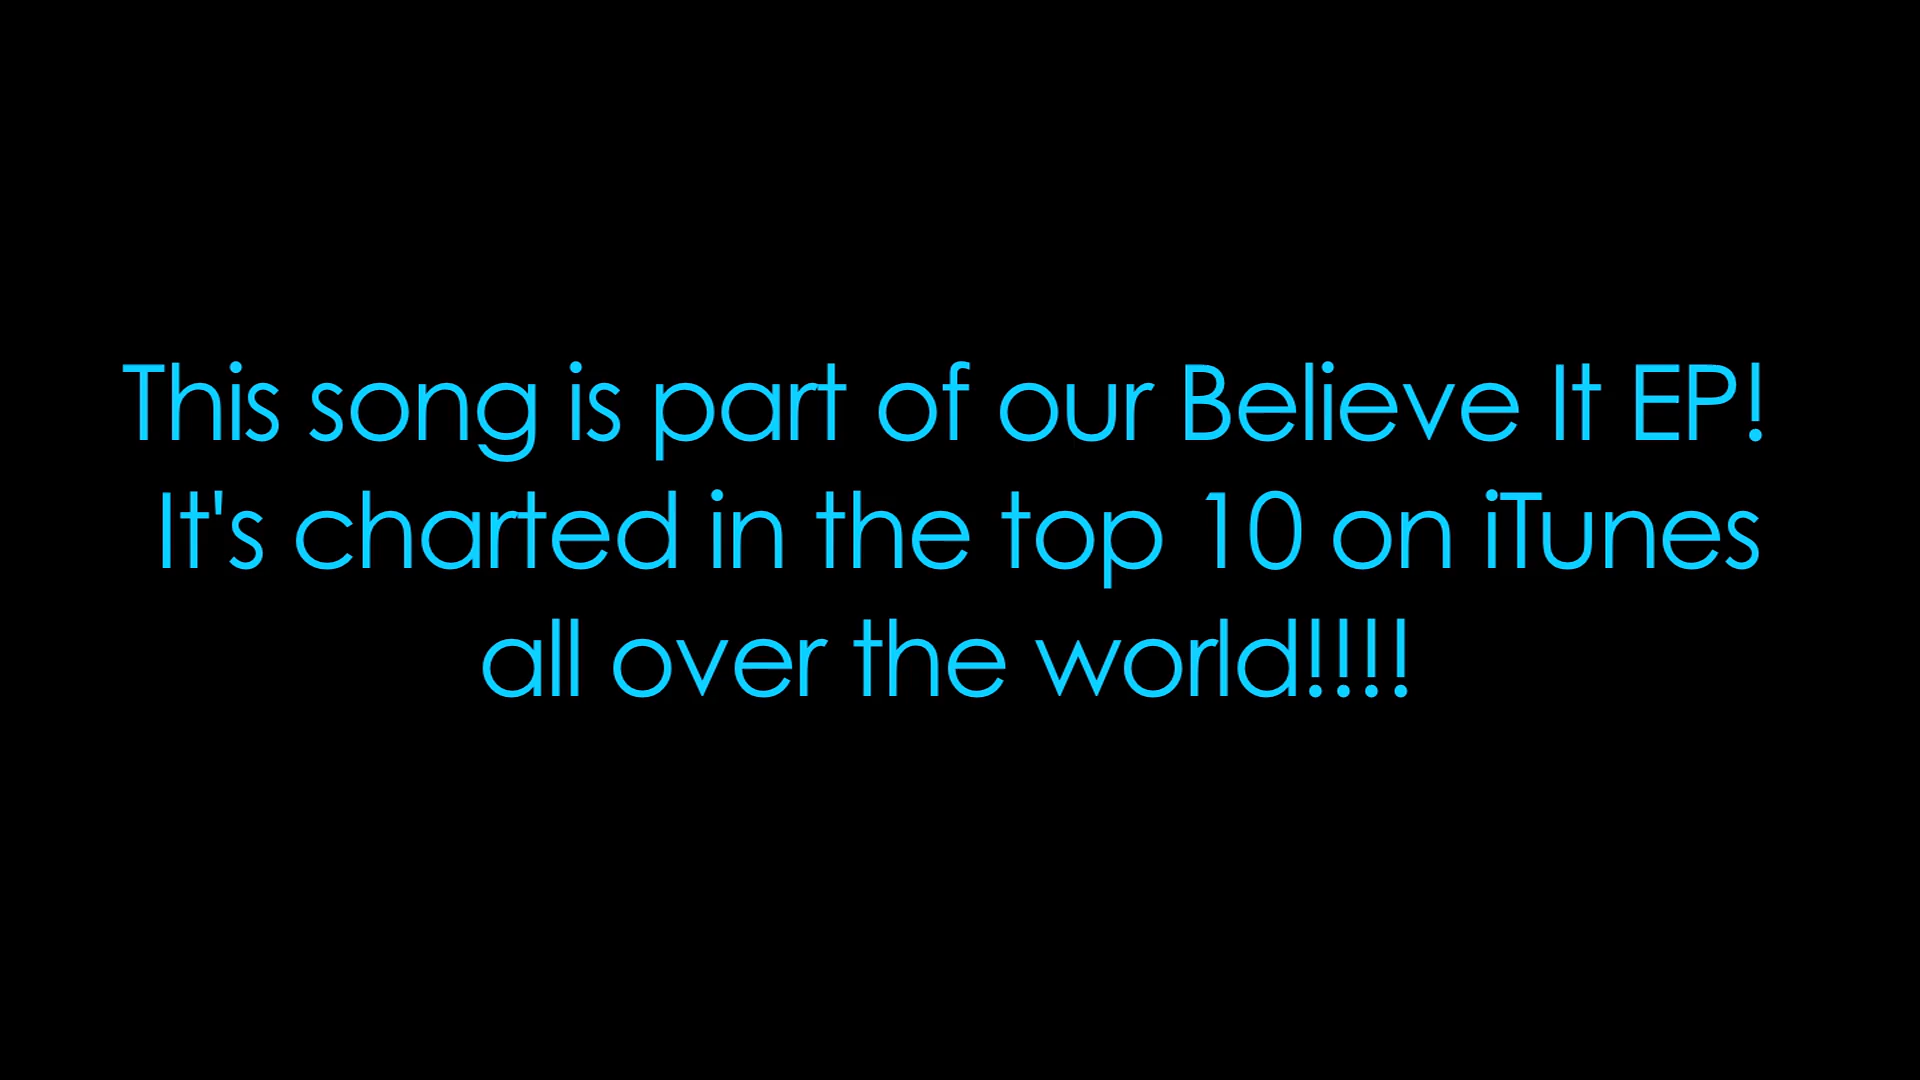 This song is part of our Believe It EP!
It's charted in the top 10 on iTunes
all over the world!!!!